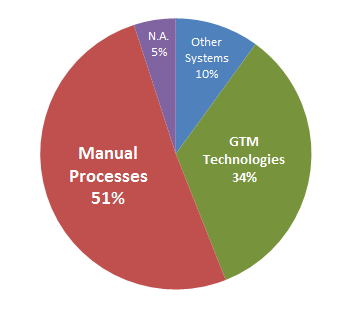 N.A.
5%
Other
Systems
10%
GTM
Technologies
34%
Manual
Processes
51%